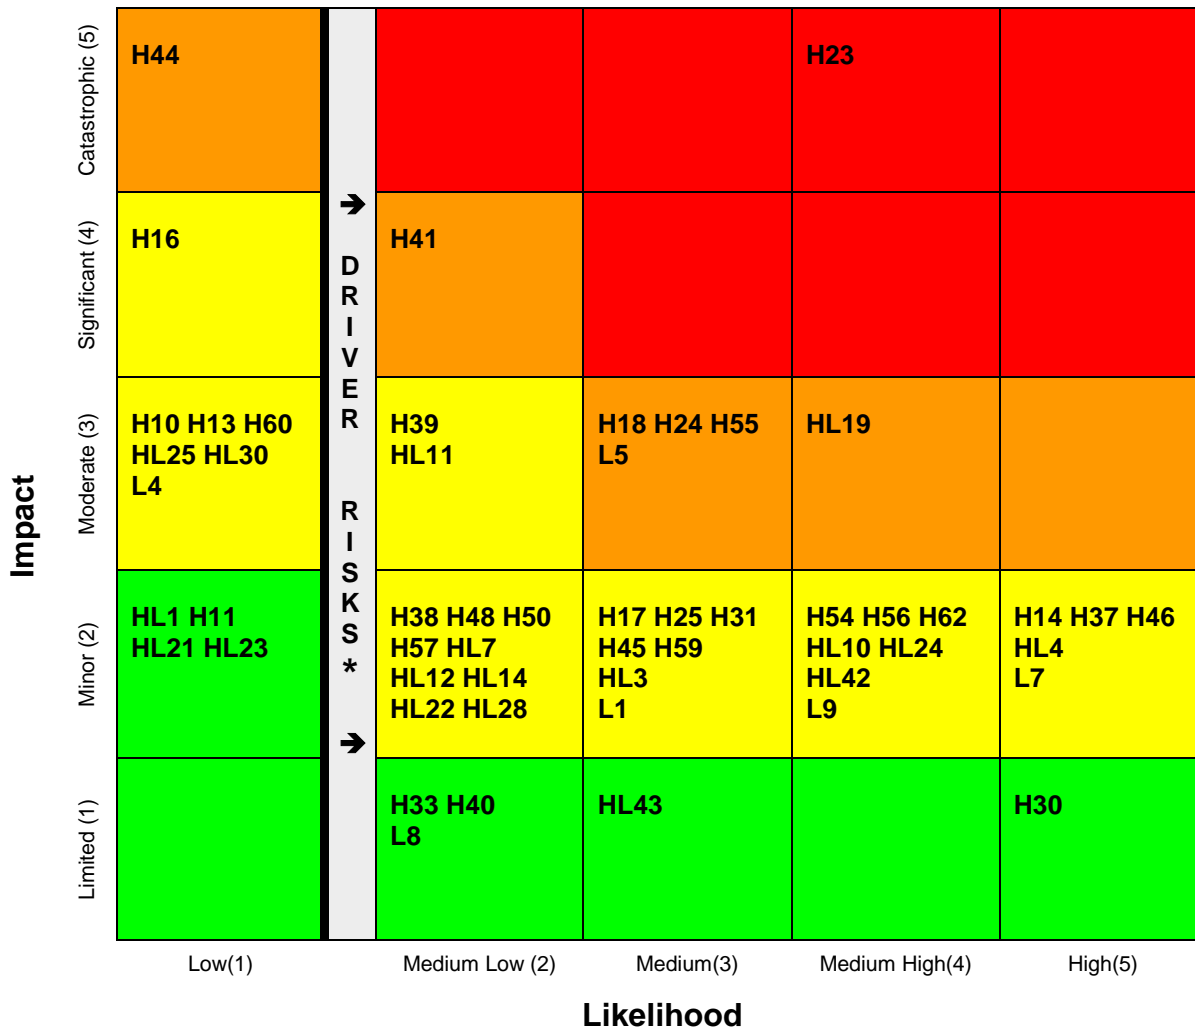 Impact
Catastrophic (5)
H44
H23
Significant (4)
H16
H41
Moderate (3)
H10 H13 H60
HL25 HL30
L4
H39
HL11
H18 H24 H55
L5
HL19
Minor (2)
HL1 H11
HL21 HL23
H38 H48 H50
H57 HL7
HL12 HL14
HL22 HL28
H17 H25 H31
H45 H59
HL3
L1
H54 H56 H62
HL10 HL24
HL42
L9
H14 H37 H46
HL4
L7
Limited (1)
H33 H40
L8
HL43
H30
➔ DRIVER RISKS* ➔
Low(1)
Medium Low (2)
Medium(3)
Medium High(4)
High(5)
Likelihood